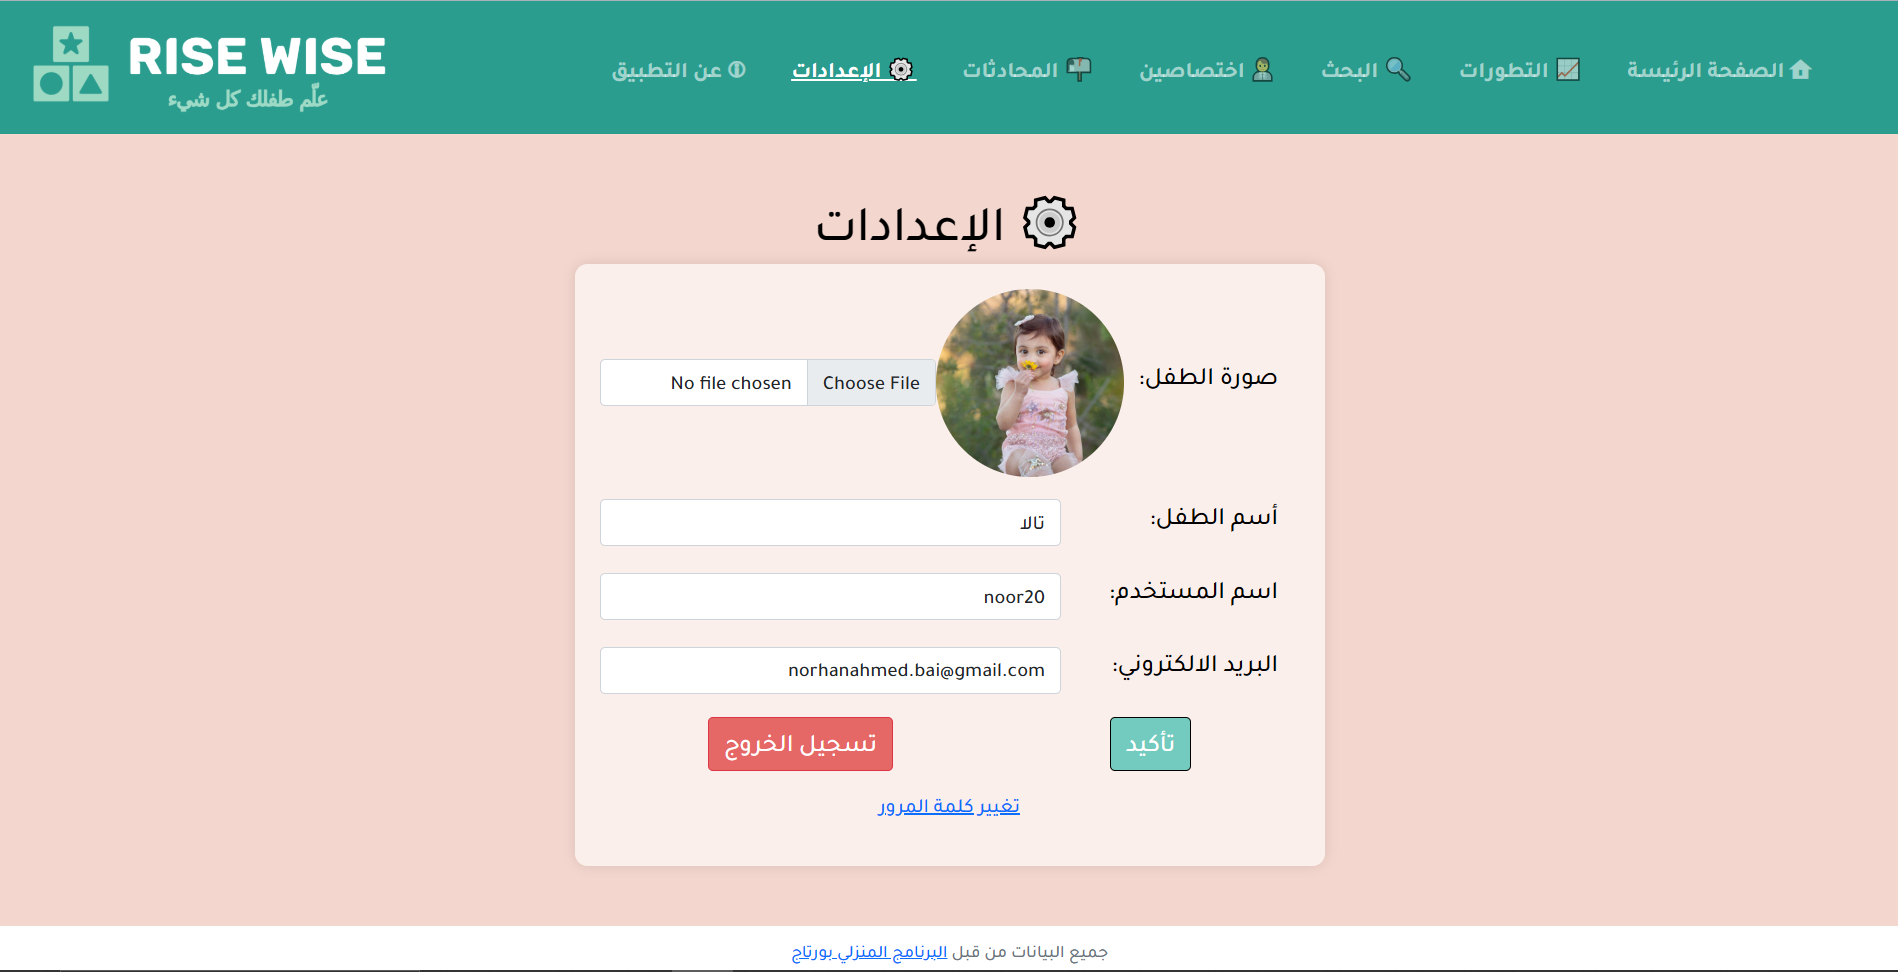 RISE WISE
علّم طفلك كل شيء
الصفحة الرئيسة
التطورات
البحث
اختصاصين
المحادثات
الإعدادات
عن التطبيق
الإعدادات
صورة الطفل:
Choose File No file chosen
أسم الطفل:
تالا
اسم المستخدم:
noor20
البريد الالكتروني:
norhanahmed.bai@gmail.com
تأكيد
تسجيل الخروج
تغيير كلمة المرور
جميع البيانات من قبل البرنامج المنزلي بورتاج